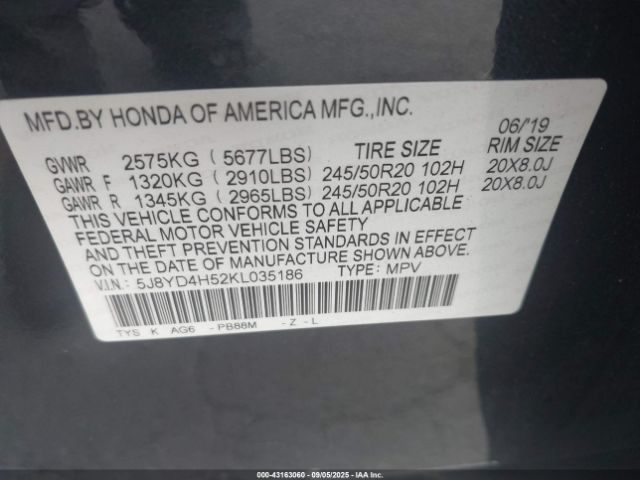 MFD.BY HONDA OF AMERICA MFG.,INC.
06/'19
GVWR 2575KG ( 5677LBS) TIRE SIZE RIM SIZE
GAWR F 1320KG ( 2910LBS) 245/50R20 102H 20X8.0J
GAWR R 1345KG ( 2965LBS) 245/50R20 102H 20X8.0J
THIS VEHICLE CONFORMS TO ALL APPLICABLE
FEDERAL MOTOR VEHICLE SAFETY
AND THEFT PREVENTION STANDARDS IN EFFECT
ON THE DATE OF MANUFACTURE SHOWN ABOVE.
V.I.N.: 5J8YD4H52KL035186 TYPE: MPV
TYS K AG6 -PB88M -Z-L
000-43163060 - 09/05/2025 - IAA Inc.